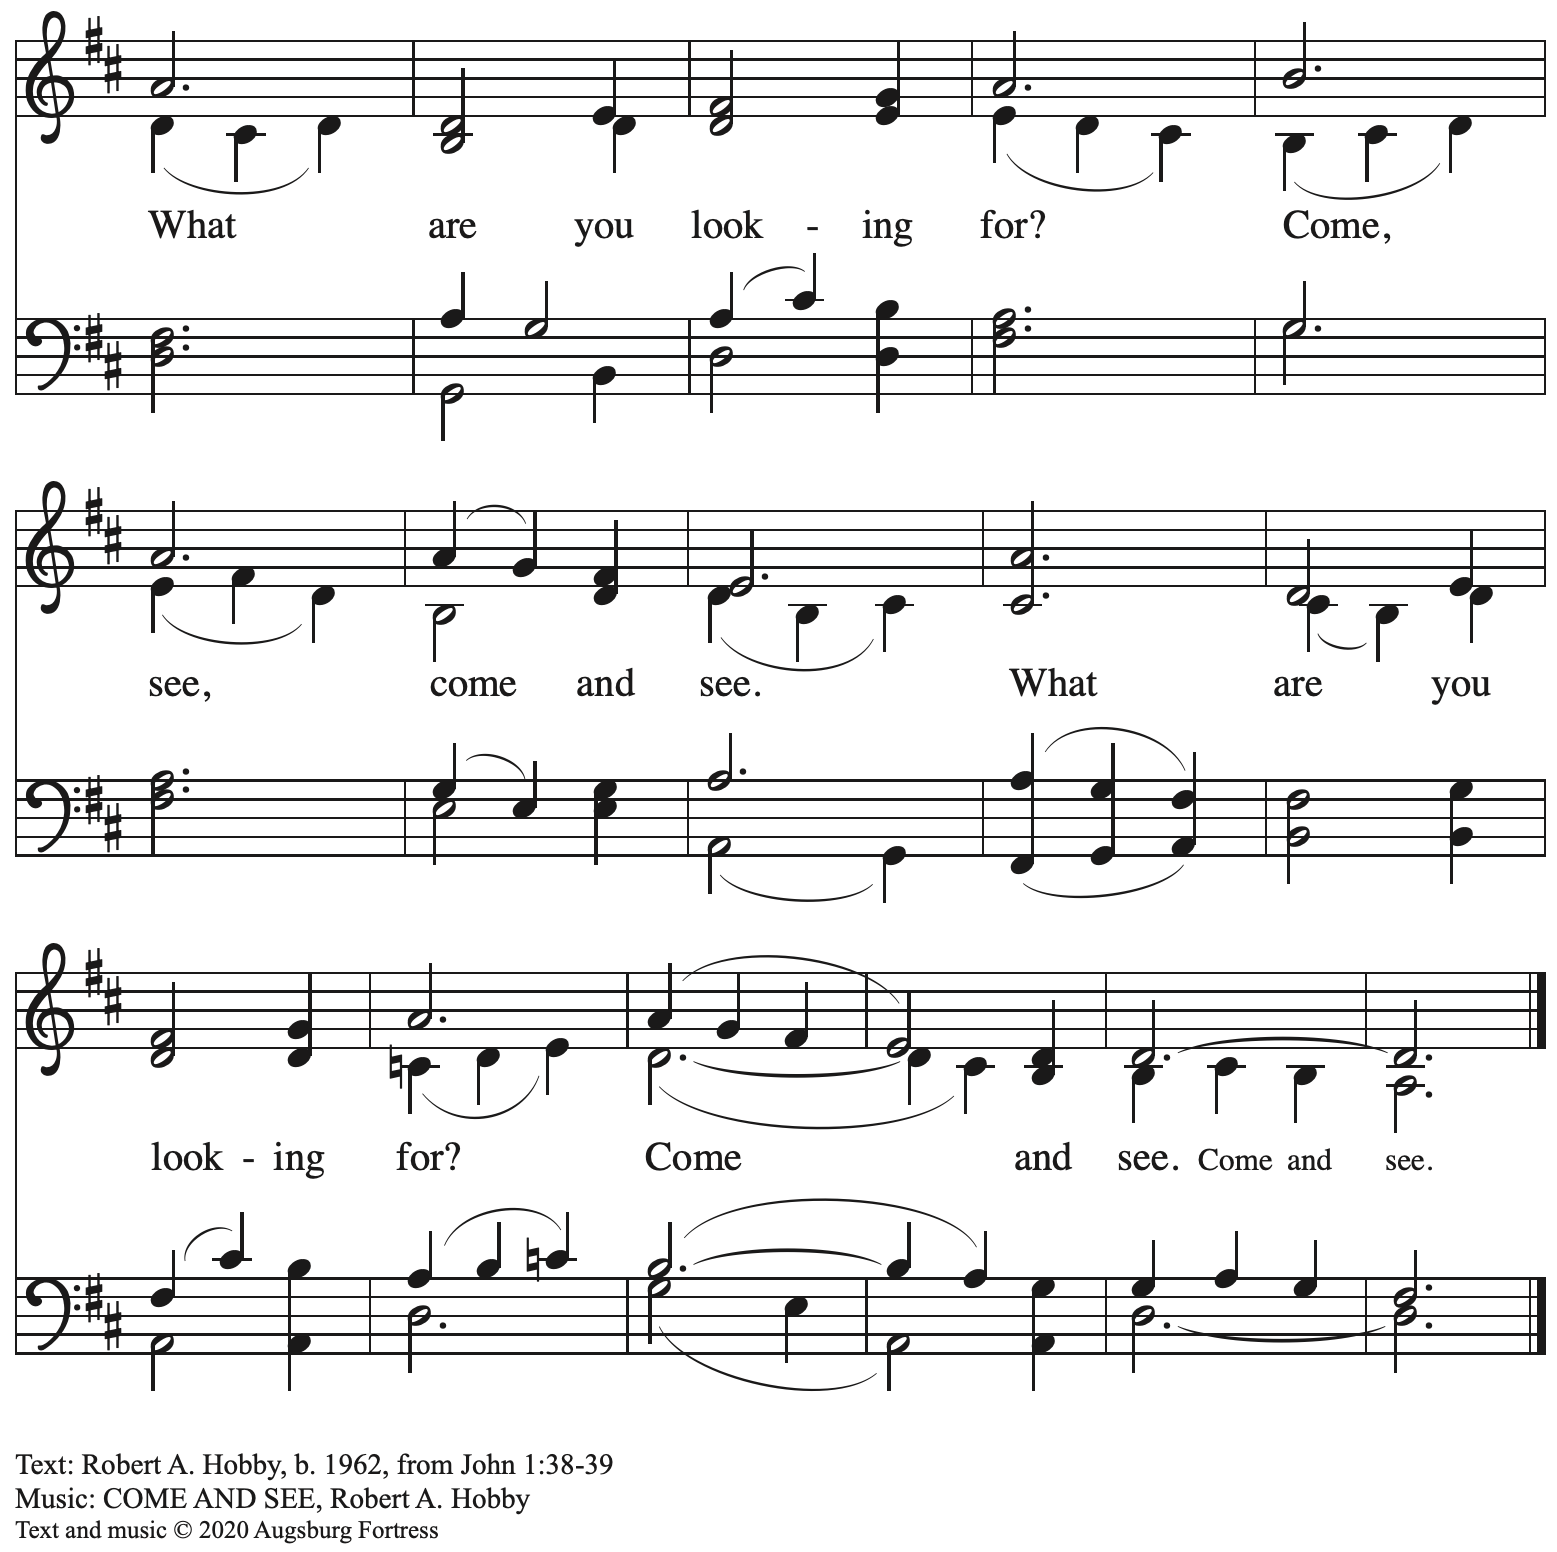 What are you look - ing for? Come,
see, come and see. What are you
look - ing for? Come and see. Come and see.
Text: Robert A. Hobby, b. 1962, from John 1:38-39
Music: COME AND SEE, Robert A. Hobby
Text and music © 2020 Augsburg Fortress